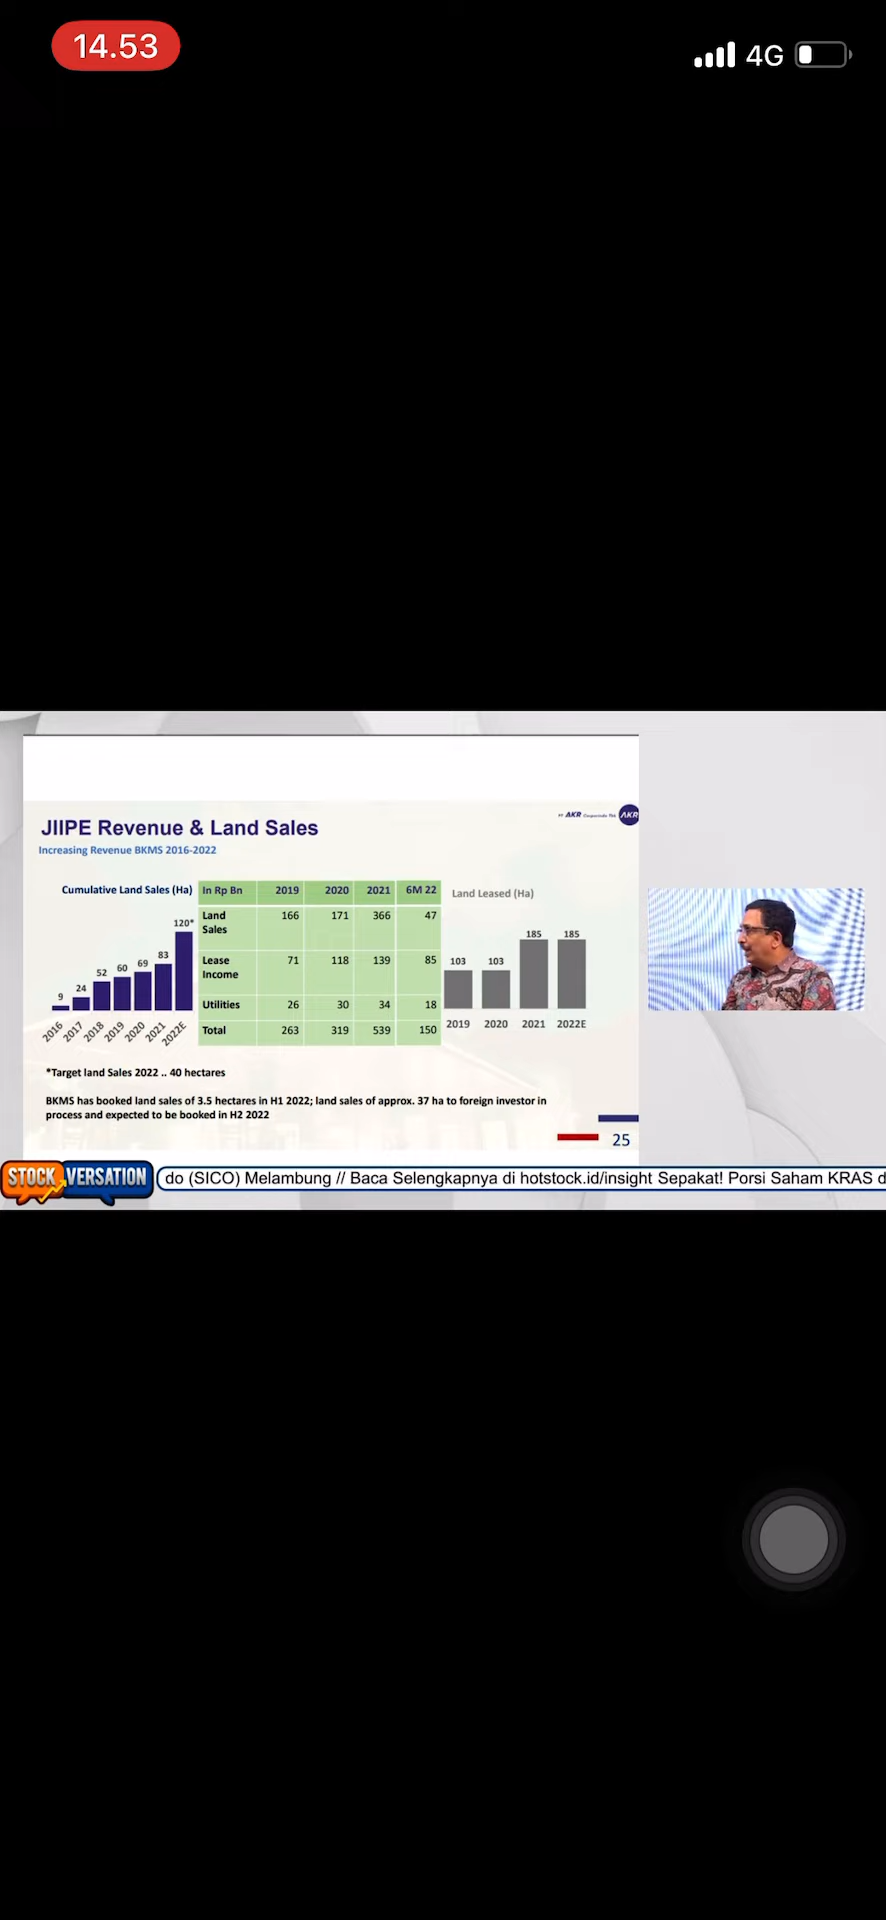 14.53
4G
JIIPE Revenue & Land Sales
PT AKR Corporindo Tbk AKR
Increasing Revenue BKMS 2016-2022
Cumulative Land Sales (Ha)
120*
83
69
60
52
24
9
2016 2017 2018 2019 2020 2021 2022E
In Rp Bn 2019 2020 2021 6M 22
Land Sales 166 171 366 47
Lease Income 71 118 139 85
Utilities 26 30 34 18
Total 263 319 539 150
Land Leased (Ha)
103 103 185 185
2019 2020 2021 2022E
*Target land Sales 2022 .. 40 hectares
BKMS has booked land sales of 3.5 hectares in H1 2022; land sales of approx. 37 ha to foreign investor in
process and expected to be booked in H2 2022
25
STOCK VERSATION
do (SICO) Melambung // Baca Selengkapnya di hotstock.id/insight Sepakat! Porsi Saham KRAS d